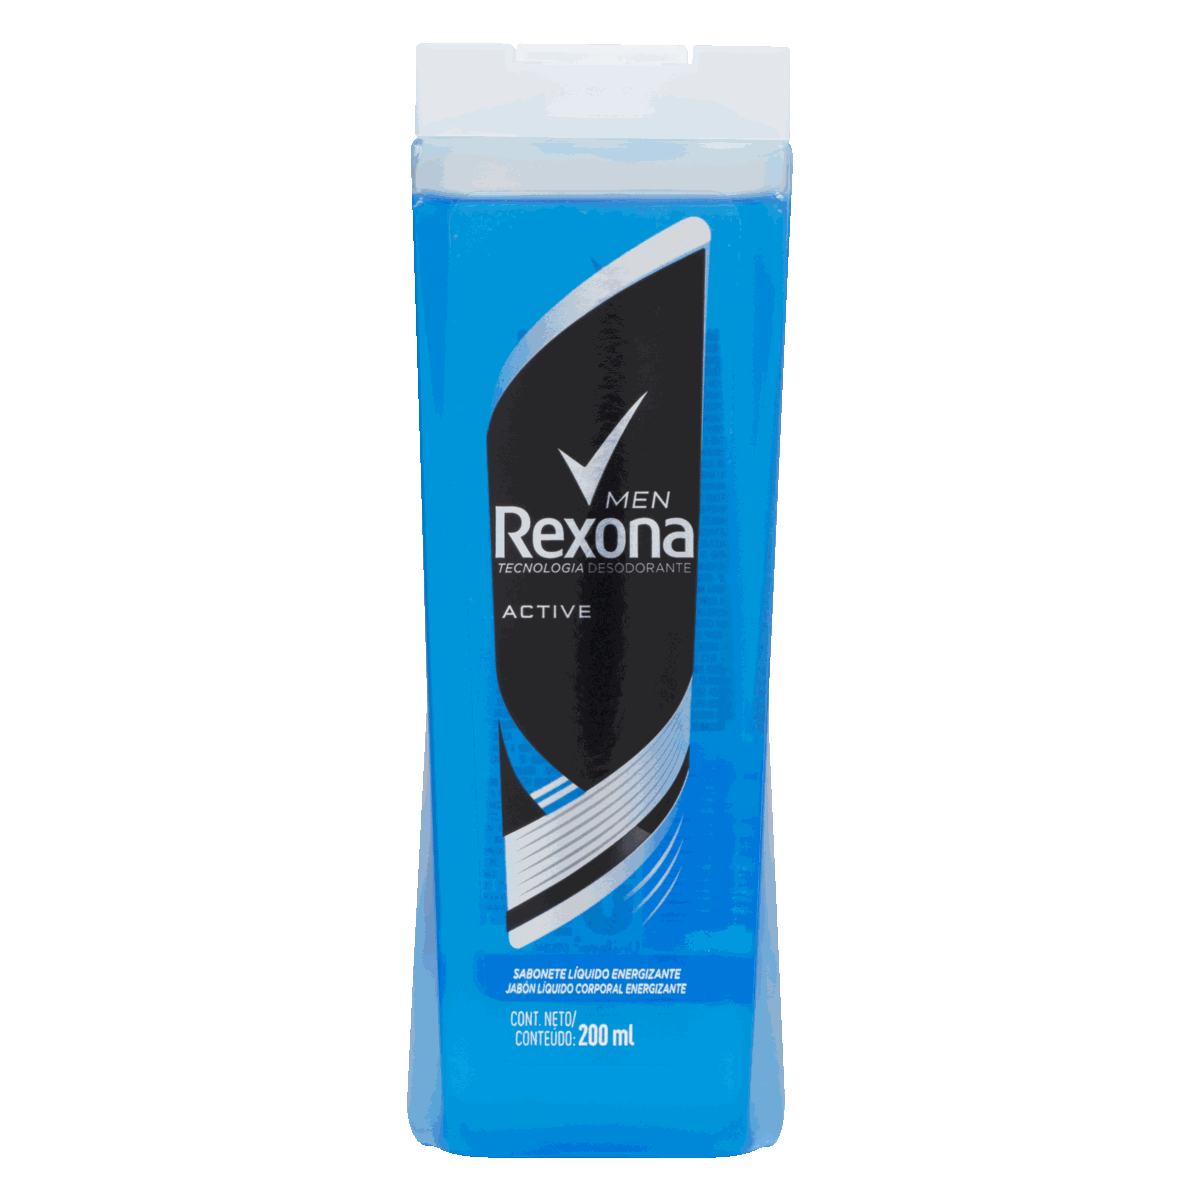 MEN
Rexona
TECNOLOGIA DESODORANTE
ACTIVE
SABONETE LÍQUIDO ENERGIZANTE
JABÓN LÍQUIDO CORPORAL ENERGIZANTE
CONT. NETO/
CONTEÚDO: 200 ml